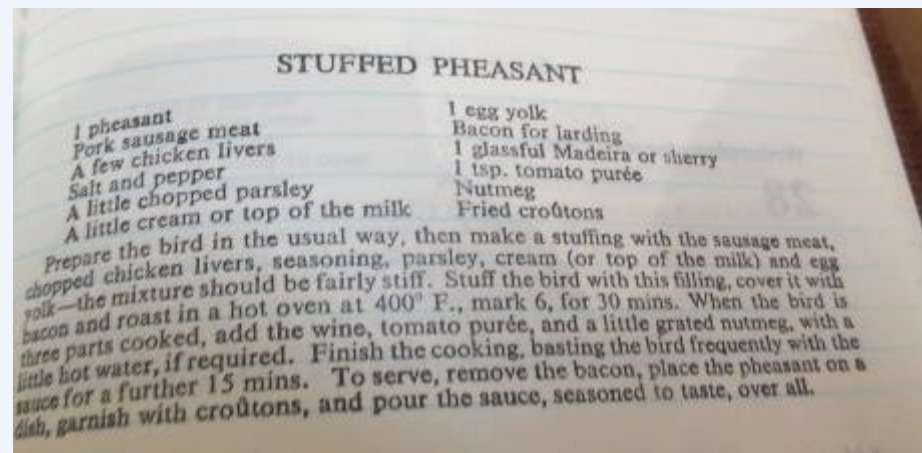 STUFFED PHEASANT
1 pheasant
Pork sausage meat
A few chicken livers
Salt and pepper
A little chopped parsley
A little cream or top of the milk
1 egg yolk
Bacon for larding
1 glassful Madeira or sherry
1 tsp. tomato purée
Nutmeg
Fried croûtons
Prepare the bird in the usual way, then make a stuffing with the sausage meat,
chopped chicken livers, seasoning, parsley, cream (or top of the milk) and egg
yolk—the mixture should be fairly stiff. Stuff the bird with this filling, cover it with
bacon and roast in a hot oven at 400° F., mark 6, for 30 mins. When the bird is
three parts cooked, add the wine, tomato purée, and a little grated nutmeg, with a
little hot water, if required. Finish the cooking, basting the bird frequently with the
sauce for a further 15 mins. To serve, remove the bacon, place the pheasant on a
dish, garnish with croûtons, and pour the sauce, seasoned to taste, over all.